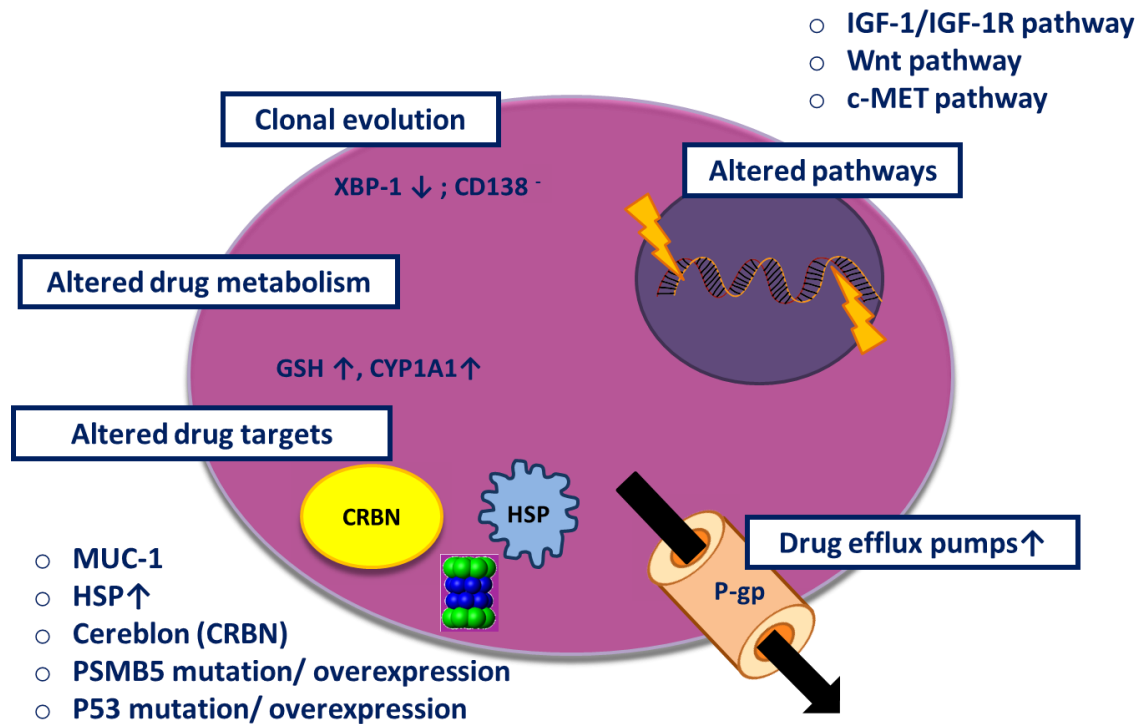 ○ IGF-1/IGF-1R pathway
○ Wnt pathway
○ c-MET pathway
Clonal evolution
Altered pathways
XBP-1 ↓ ; CD138 ⁻
Altered drug metabolism
GSH ↑, CYP1A1↑
Altered drug targets
CRBN
HSP
Drug efflux pumps↑
P-gp
○ MUC-1
○ HSP↑
○ Cereblon (CRBN)
○ PSMB5 mutation/ overexpression
○ P53 mutation/ overexpression